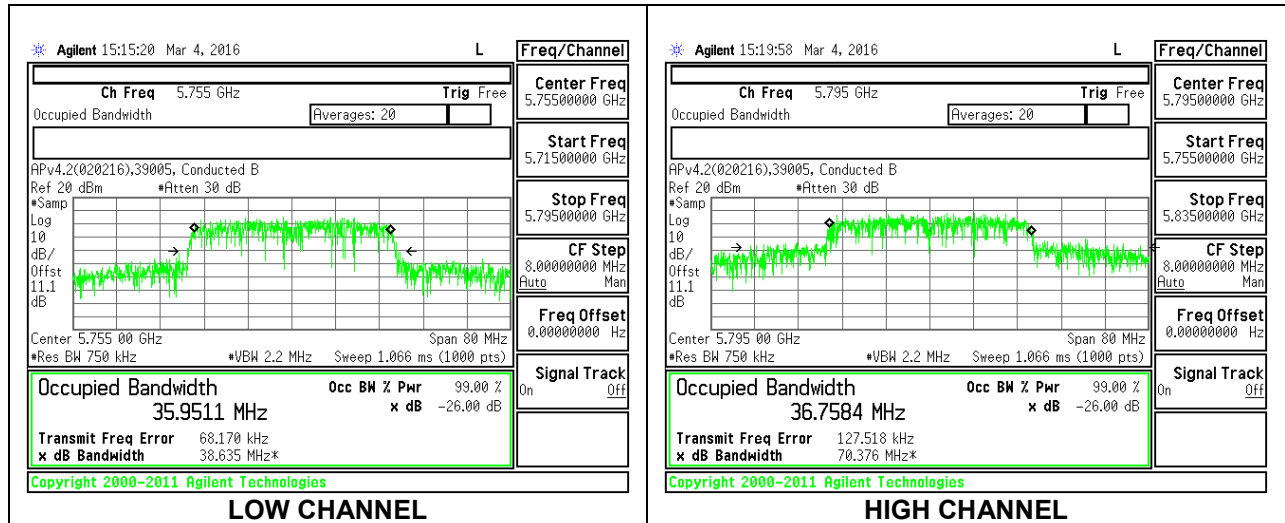 Agilent 15:15:20 Mar 4, 2016 L Freq/Channel
Ch Freq 5.755 GHz Trig Free
Occupied Bandwidth Averages: 20
APv4.2(020216),39005, Conducted B
Ref 20 dBm #Atten 30 dB
#Samp
Log
10
dB/
Offst
11.1
dB
Center 5.755 00 GHz Span 80 MHz
#Res BW 750 kHz #VBW 2.2 MHz Sweep 1.066 ms (1000 pts)
Occupied Bandwidth Occ BW % Pwr 99.00 %
35.9511 MHz x dB -26.00 dB
Transmit Freq Error 68.170 kHz
x dB Bandwidth 38.635 MHz*
Copyright 2000-2011 Agilent Technologies
Center Freq
5.75500000 GHz
Start Freq
5.71500000 GHz
Stop Freq
5.79500000 GHz
CF Step
8.00000000 MHz
Auto Man
Freq Offset
0.00000000 Hz
Signal Track
On Off
LOW CHANNEL
Agilent 15:19:58 Mar 4, 2016 L Freq/Channel
Ch Freq 5.795 GHz Trig Free
Occupied Bandwidth Averages: 20
APv4.2(020216),39005, Conducted B
Ref 20 dBm #Atten 30 dB
#Samp
Log
10
dB/
Offst
11.1
dB
Center 5.795 00 GHz Span 80 MHz
#Res BW 750 kHz #VBW 2.2 MHz Sweep 1.066 ms (1000 pts)
Occupied Bandwidth Occ BW % Pwr 99.00 %
36.7584 MHz x dB -26.00 dB
Transmit Freq Error 127.518 kHz
x dB Bandwidth 70.376 MHz*
Copyright 2000-2011 Agilent Technologies
Center Freq
5.79500000 GHz
Start Freq
5.75500000 GHz
Stop Freq
5.83500000 GHz
CF Step
8.00000000 MHz
Auto Man
Freq Offset
0.00000000 Hz
Signal Track
On Off
HIGH CHANNEL